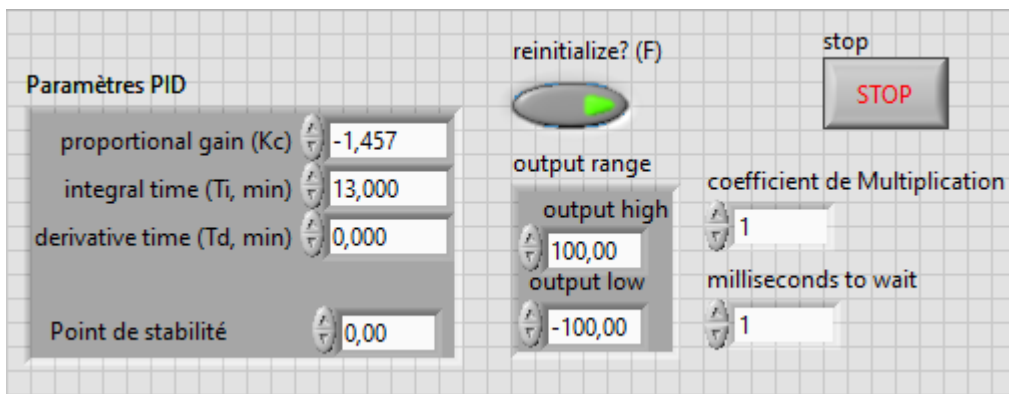 Paramètres PID
proportional gain (Kc) -1,457
integral time (Ti, min) 13,000
derivative time (Td, min) 0,000
Point de stabilité 0,00
reinitialize? (F)
stop
STOP
output range
output high
100,00
output low
-100,00
coefficient de Multiplication
1
milliseconds to wait
1